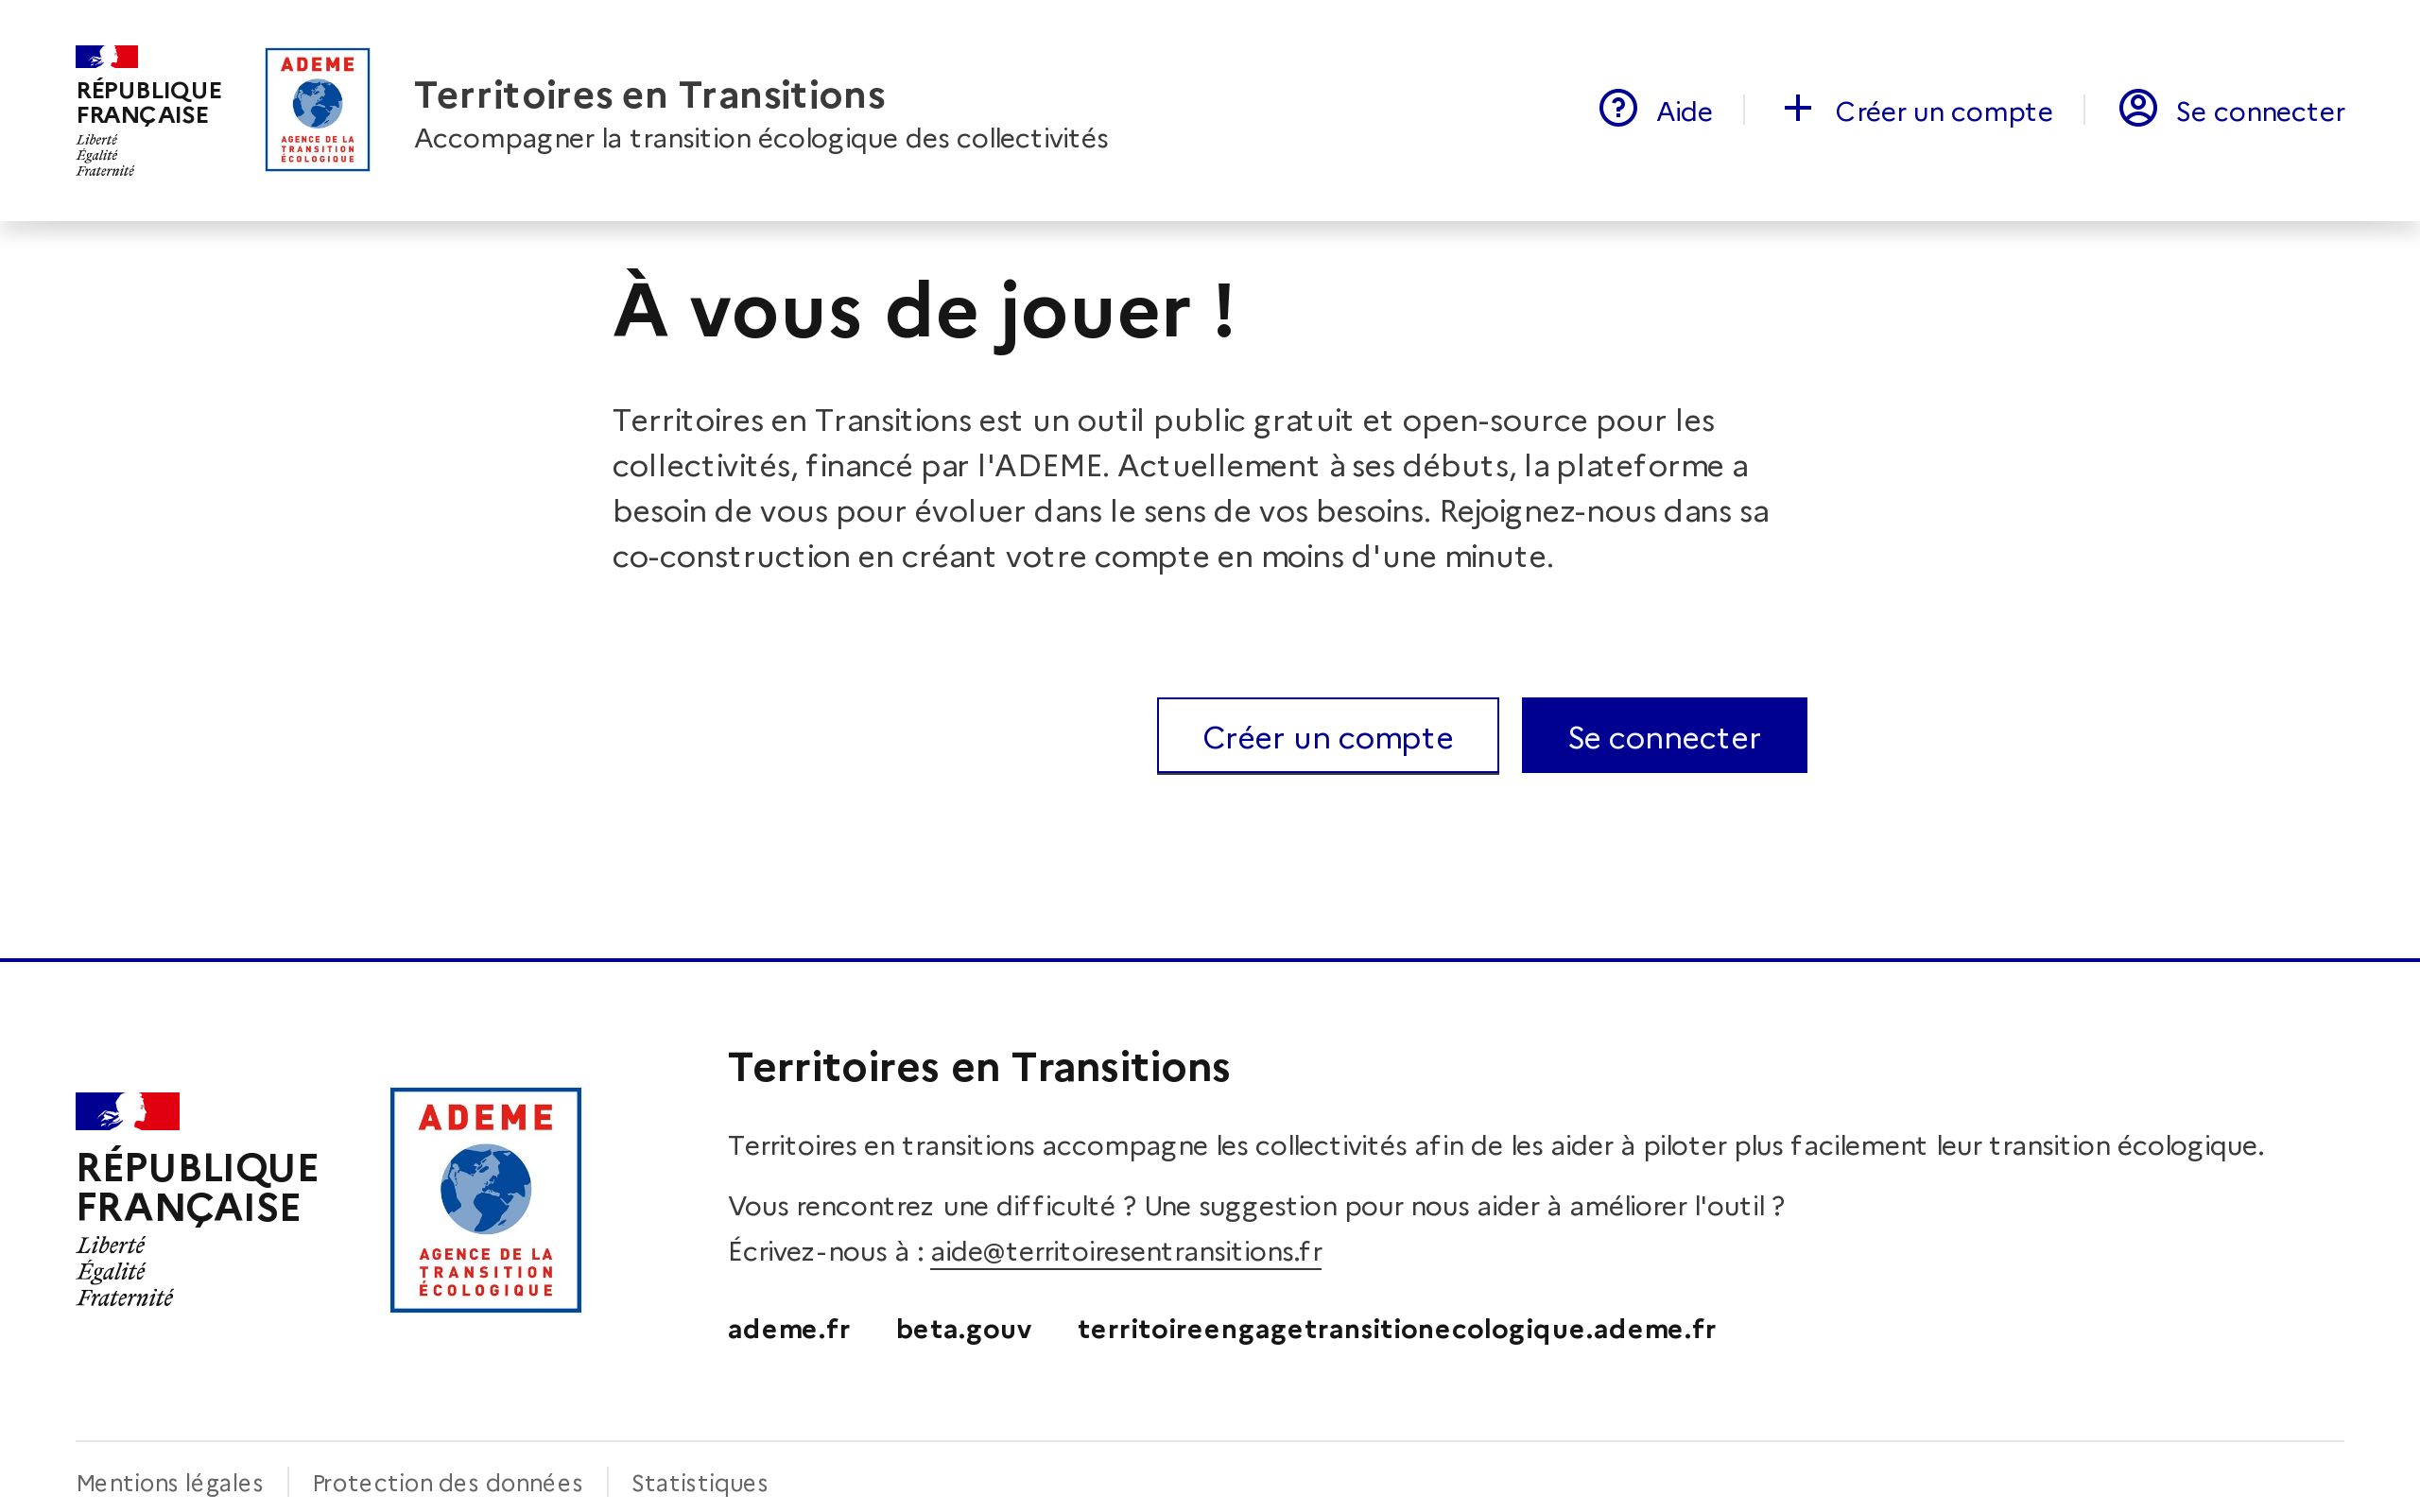 RÉPUBLIQUE
FRANÇAISE
Liberté
Égalité
Fraternité
ADEME
AGENCE DE LA
TRANSITION
ÉCOLOGIQUE
Territoires en Transitions
Accompagner la transition écologique des collectivités
Aide
Créer un compte
Se connecter
À vous de jouer !
Territoires en Transitions est un outil public gratuit et open-source pour les
collectivités, financé par l'ADEME. Actuellement à ses débuts, la plateforme a
besoin de vous pour évoluer dans le sens de vos besoins. Rejoignez-nous dans sa
co-construction en créant votre compte en moins d'une minute.
Créer un compte
Se connecter
RÉPUBLIQUE
FRANÇAISE
Liberté
Égalité
Fraternité
ADEME
AGENCE DE LA
TRANSITION
ÉCOLOGIQUE
Territoires en Transitions
Territoires en transitions accompagne les collectivités afin de les aider à piloter plus facilement leur transition écologique.
Vous rencontrez une difficulté ? Une suggestion pour nous aider à améliorer l'outil ?
Écrivez-nous à : aide@territoiresentransitions.fr
ademe.fr
beta.gouv
territoireengagetransitionecologique.ademe.fr
Mentions légales
Protection des données
Statistiques